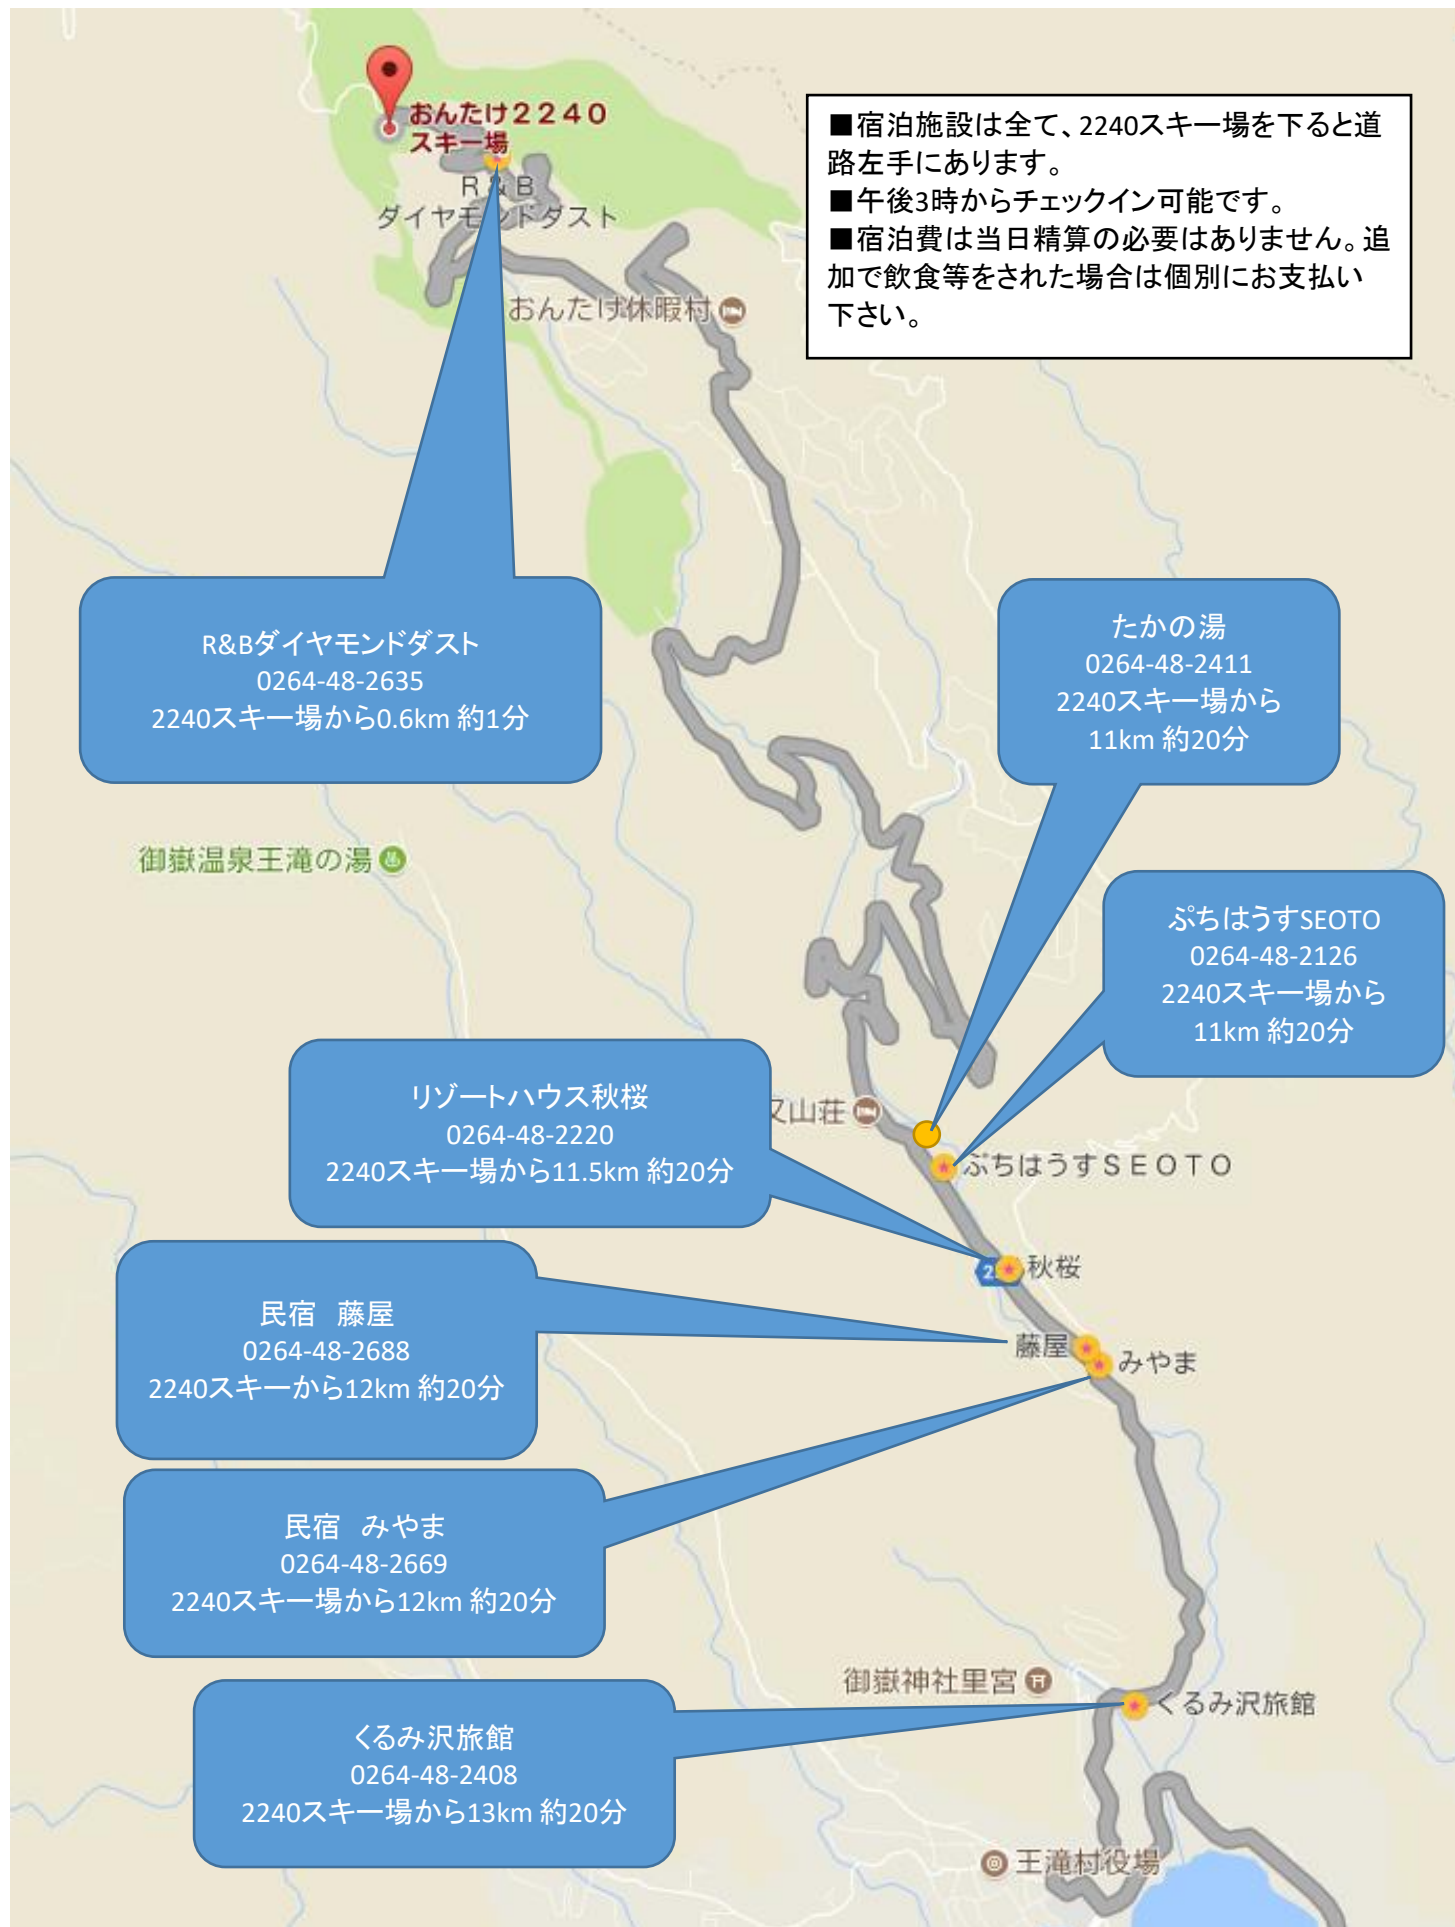 おんたけ2240
スキー場
R&B
ダイヤモンドダスト
おんたけ休暇村
■宿泊施設は全て、2240スキー場を下ると道
路左手にあります。
■午後3時からチェックイン可能です。
■宿泊費は当日精算の必要はありません。追
加で飲食等をされた場合は個別にお支払い
下さい。
R&Bダイヤモンドダスト
0264-48-2635
2240スキー場から0.6km 約1分
たかの湯
0264-48-2411
2240スキー場から
11km 約20分
御嶽温泉王滝の湯
ぷちはうすSEOTO
0264-48-2126
2240スキー場から
11km 約20分
リゾートハウス秋桜
0264-48-2220
2240スキー場から11.5km 約20分
又山荘
ぷちはうすSEOTO
秋桜
民宿　藤屋
0264-48-2688
2240スキーから12km 約20分
藤屋
みやま
民宿　みやま
0264-48-2669
2240スキー場から12km 約20分
御嶽神社里宮
くるみ沢旅館
くるみ沢旅館
0264-48-2408
2240スキー場から13km 約20分
王滝村役場